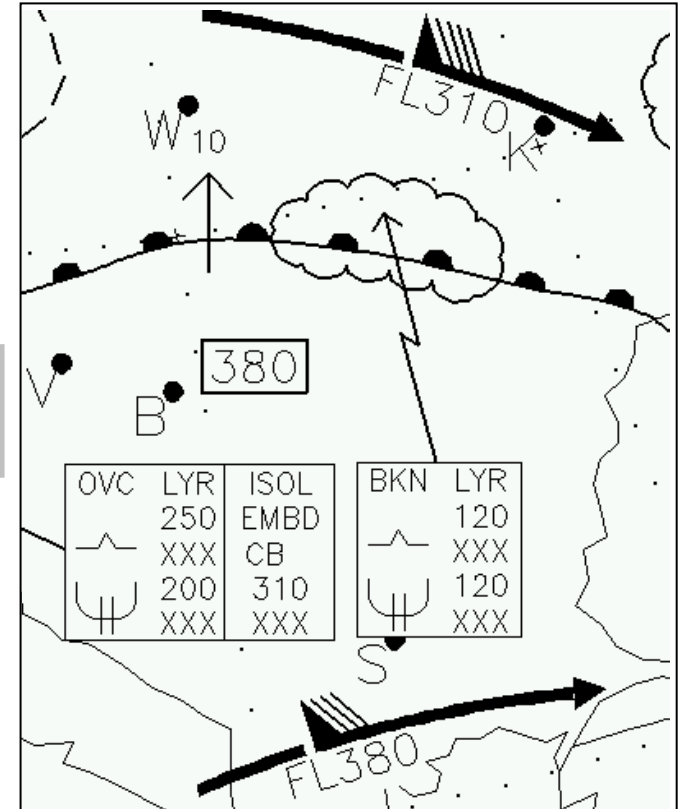 FL310
W 10
K
380
V
B
OVC LYR
250
XXX
200
XXX
ISOL
EMBD
CB
310
XXX
BKN LYR
120
XXX
120
XXX
S
FL380